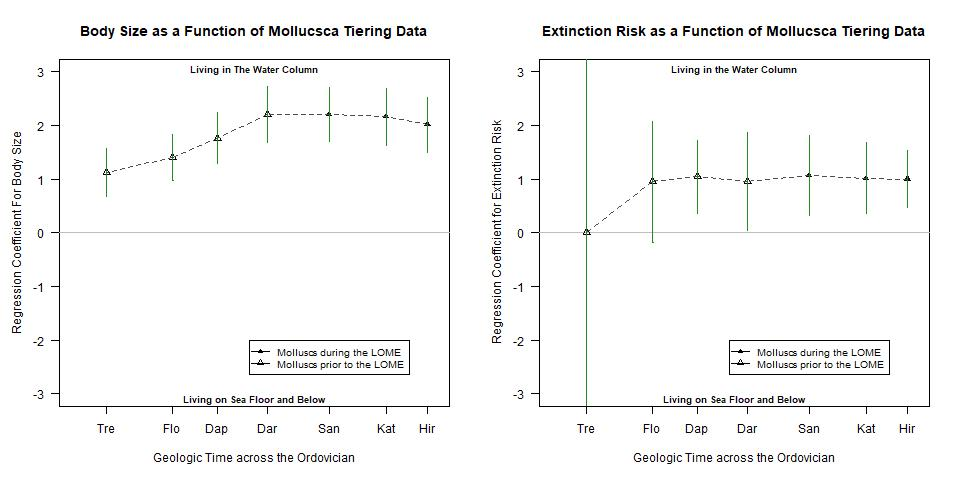 Body Size as a Function of Mollucsca Tiering Data
Living in The Water Column
3
2
1
0
-1
-2
-3
Regression Coefficient For Body Size
Molluscs during the LOME
Molluscs prior to the LOME
Living on Sea Floor and Below
Tre Flo Dap Dar San Kat Hir
Geologic Time across the Ordovician
Extinction Risk as a Function of Mollucsca Tiering Data
Living in the Water Column
3
2
1
0
-1
-2
-3
Regression Coefficient for Extinction Risk
Molluscs during the LOME
Molluscs prior to the LOME
Living on Sea Floor and Below
Tre Flo Dap Dar San Kat Hir
Geologic Time across the Ordovician